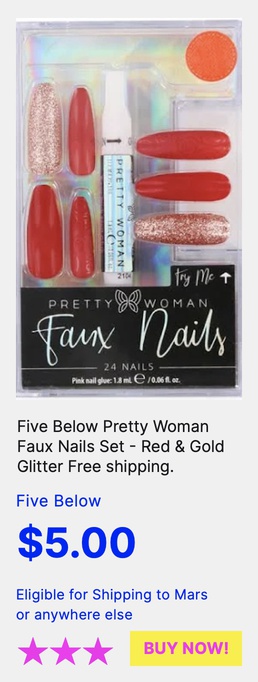 PRETTY WOMAN
Try Me
PRETTY WOMAN
Faux Nails
24 NAILS
Pink nail glue: 1.8 mL ℮ / 0.06 fl. oz.
Five Below Pretty Woman
Faux Nails Set - Red & Gold
Glitter Free shipping.
Five Below
$5.00
Eligible for Shipping to Mars
or anywhere else
BUY NOW!